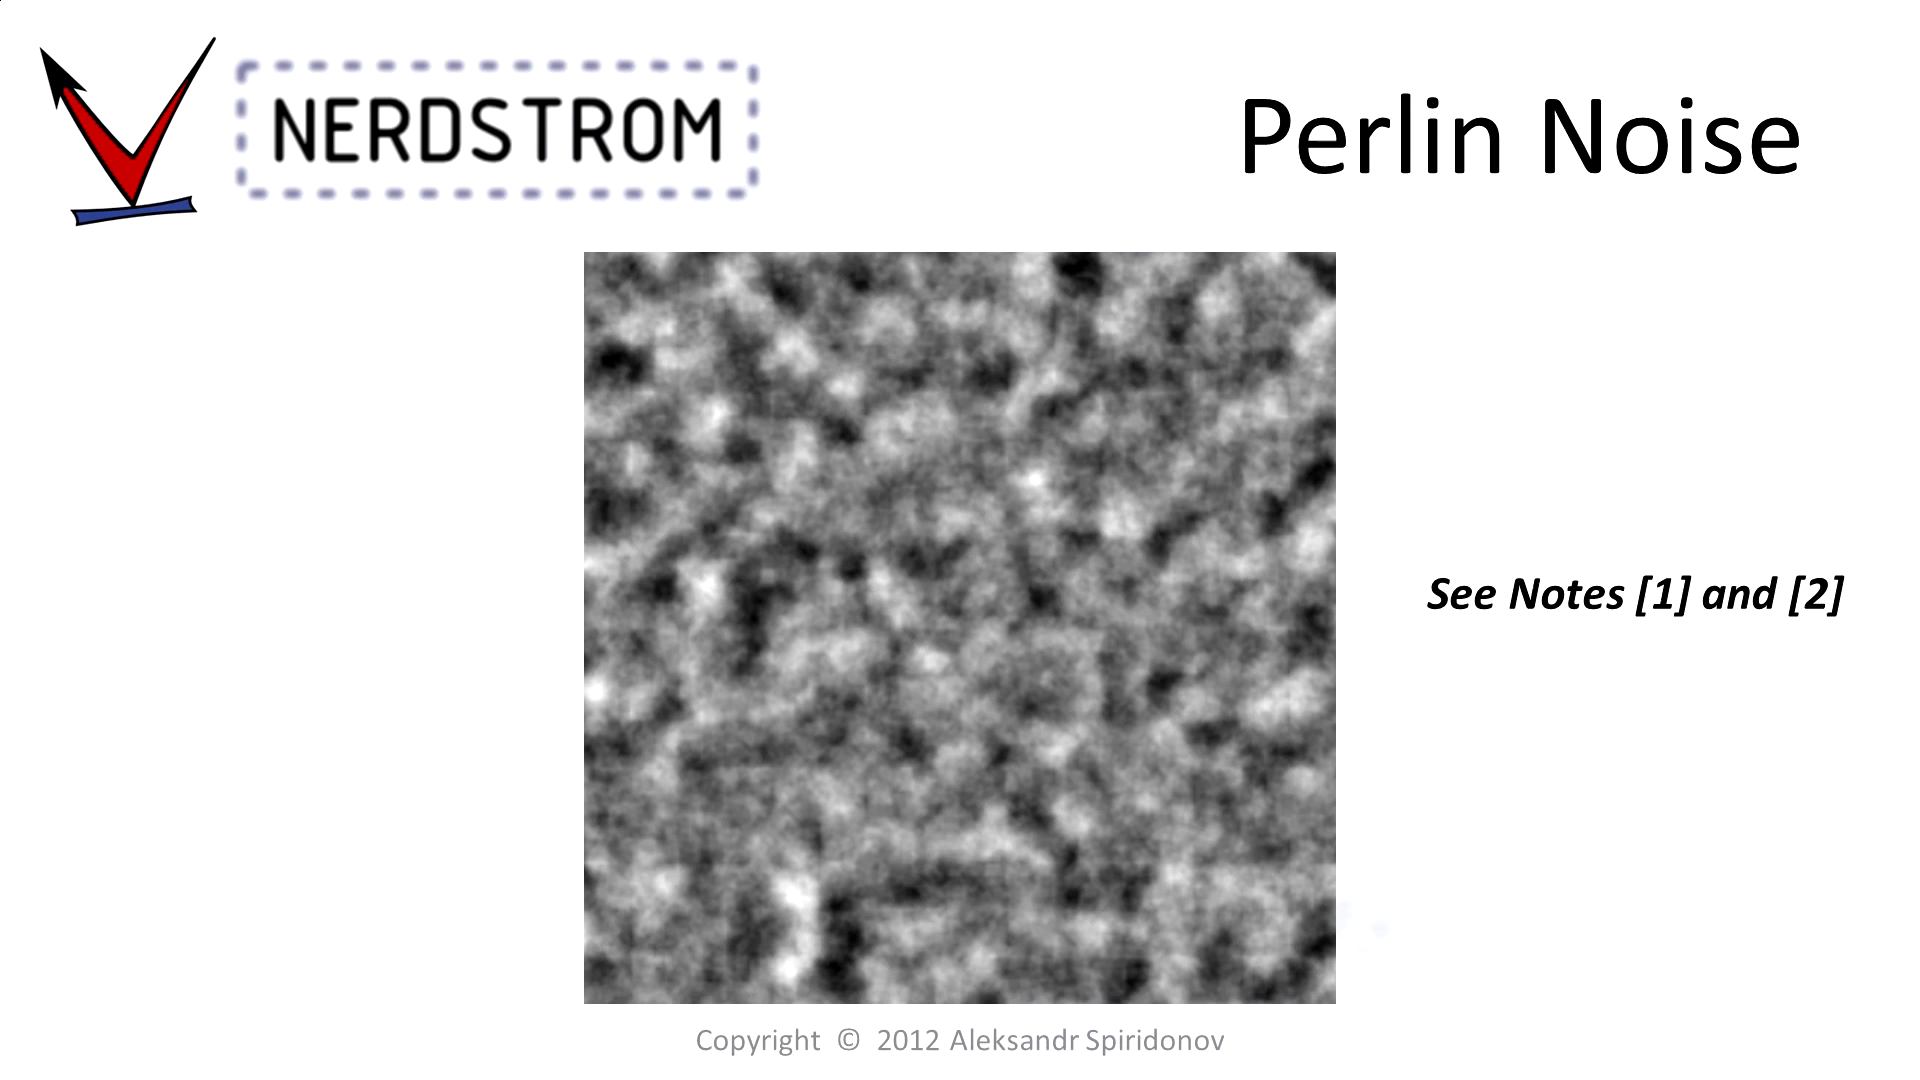 NERDSTROM
Perlin Noise
See Notes [1] and [2]
Copyright © 2012 Aleksandr Spiridonov